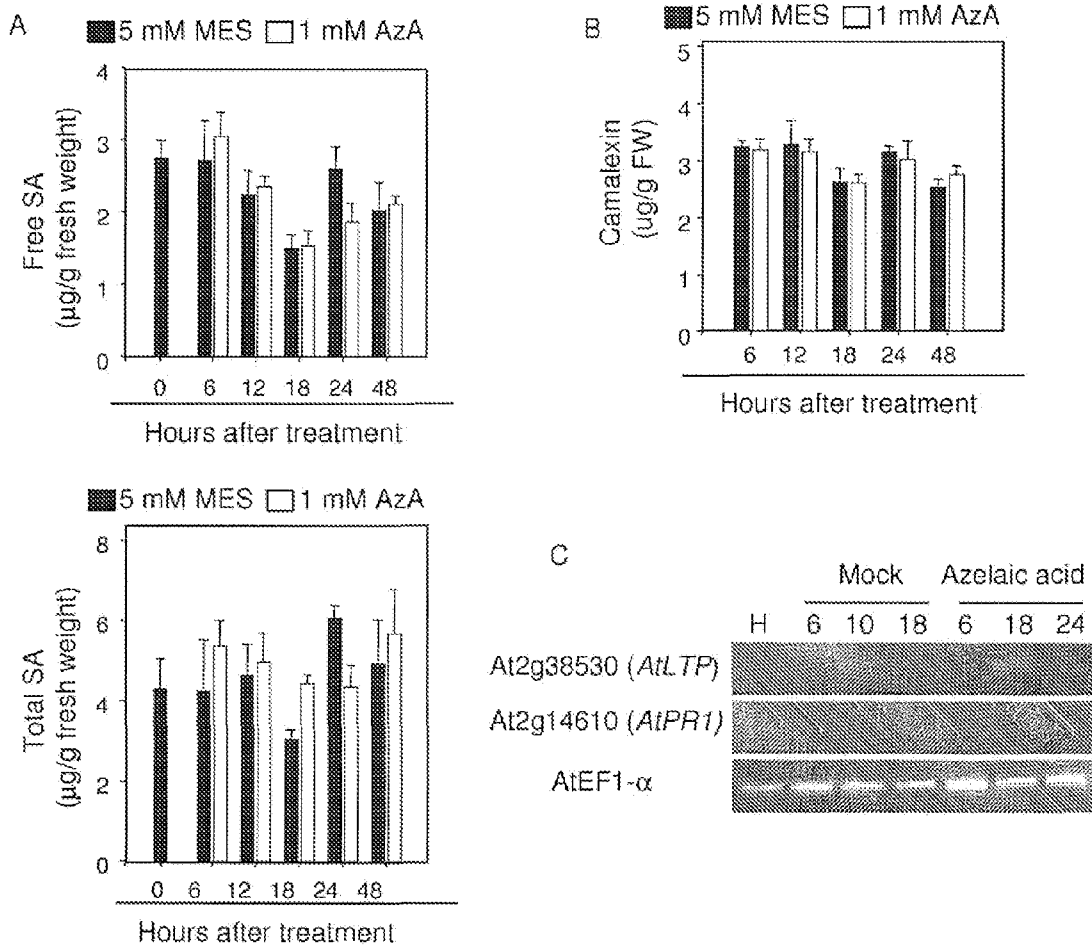 A
5 mM MES 1 mM AzA
4
3
2
1
0
Free SA
(µg/g fresh weight)
0 6 12 18 24 48
Hours after treatment
B
5 mM MES 1 mM AzA
5
4
3
2
1
0
Camalexin
(ug/g FW)
6 12 18 24 48
Hours after treatment
5 mM MES 1 mM AzA
8
6
4
2
0
Total SA
(µg/g fresh weight)
0 6 12 18 24 48
Hours after treatment
C
Mock Azelaic acid
H 6 10 18 6 18 24
At2g38530 (AtLTP)
At2g14610 (AtPR1)
AtEF1-α